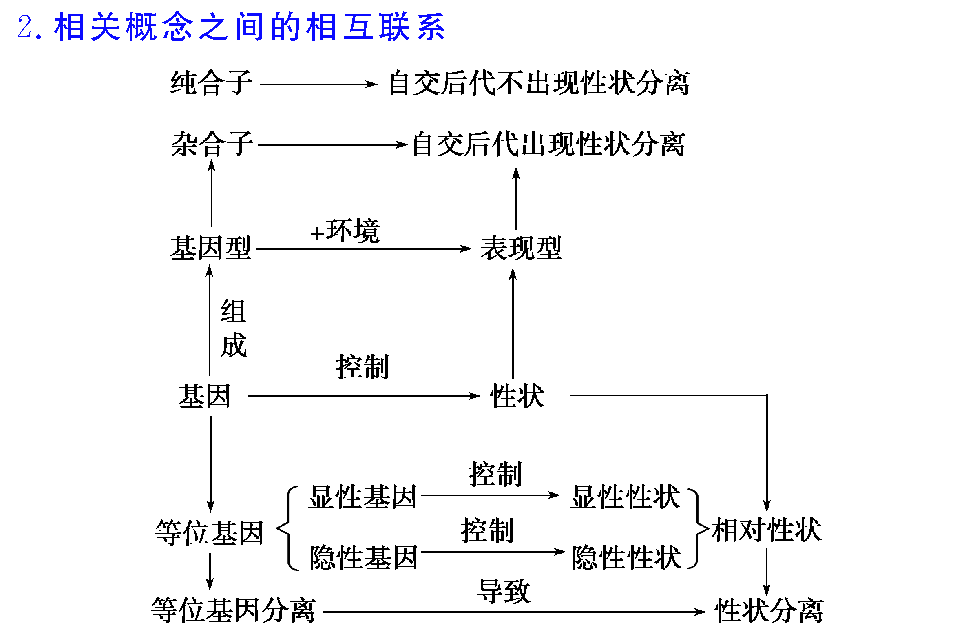 2.相关概念之间的相互联系
纯合子 自交后代不出现性状分离
杂合子 自交后代出现性状分离
+环境
基因型 表现型
组成
控制
基因 性状
控制
显性基因 显性性状
等位基因 控制 相对性状
隐性基因 隐性性状
导致
等位基因分离 性状分离